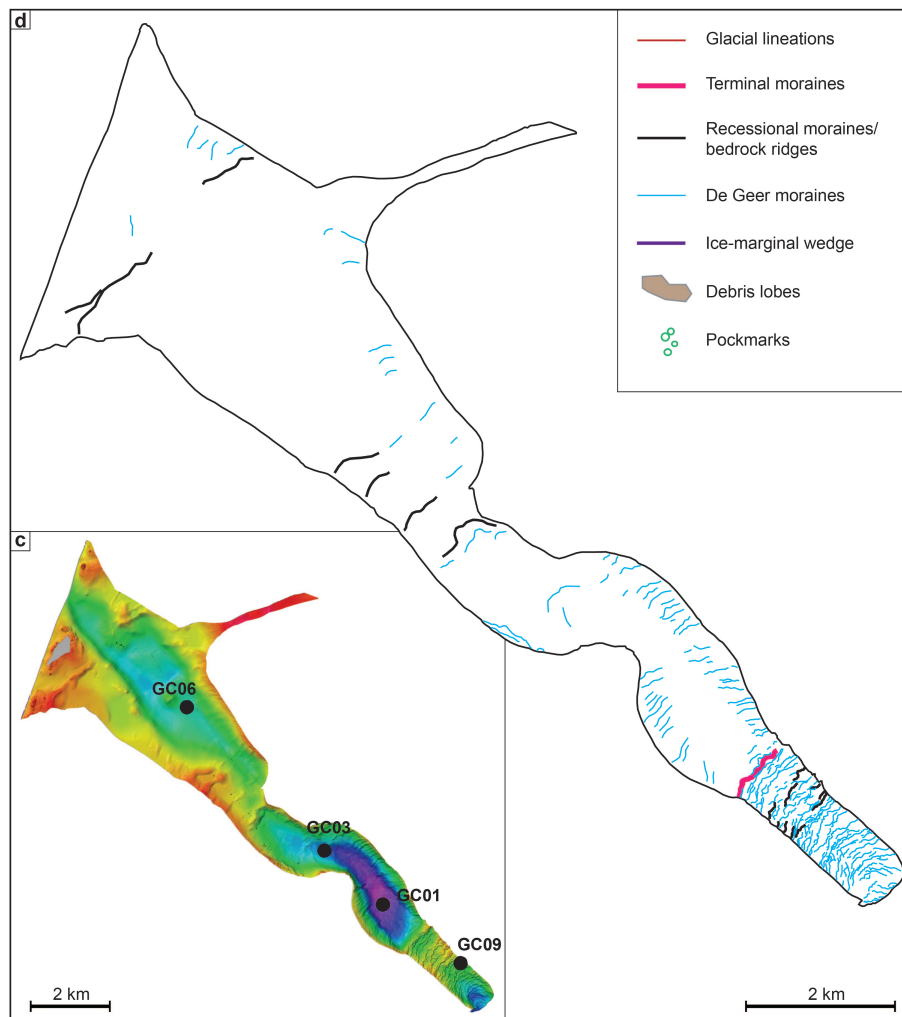 d
Glacial lineations
Terminal moraines
Recessional moraines/
bedrock ridges
De Geer moraines
Ice-marginal wedge
Debris lobes
Pockmarks
c
GC06
GC03
GC01
GC09
2 km
2 km